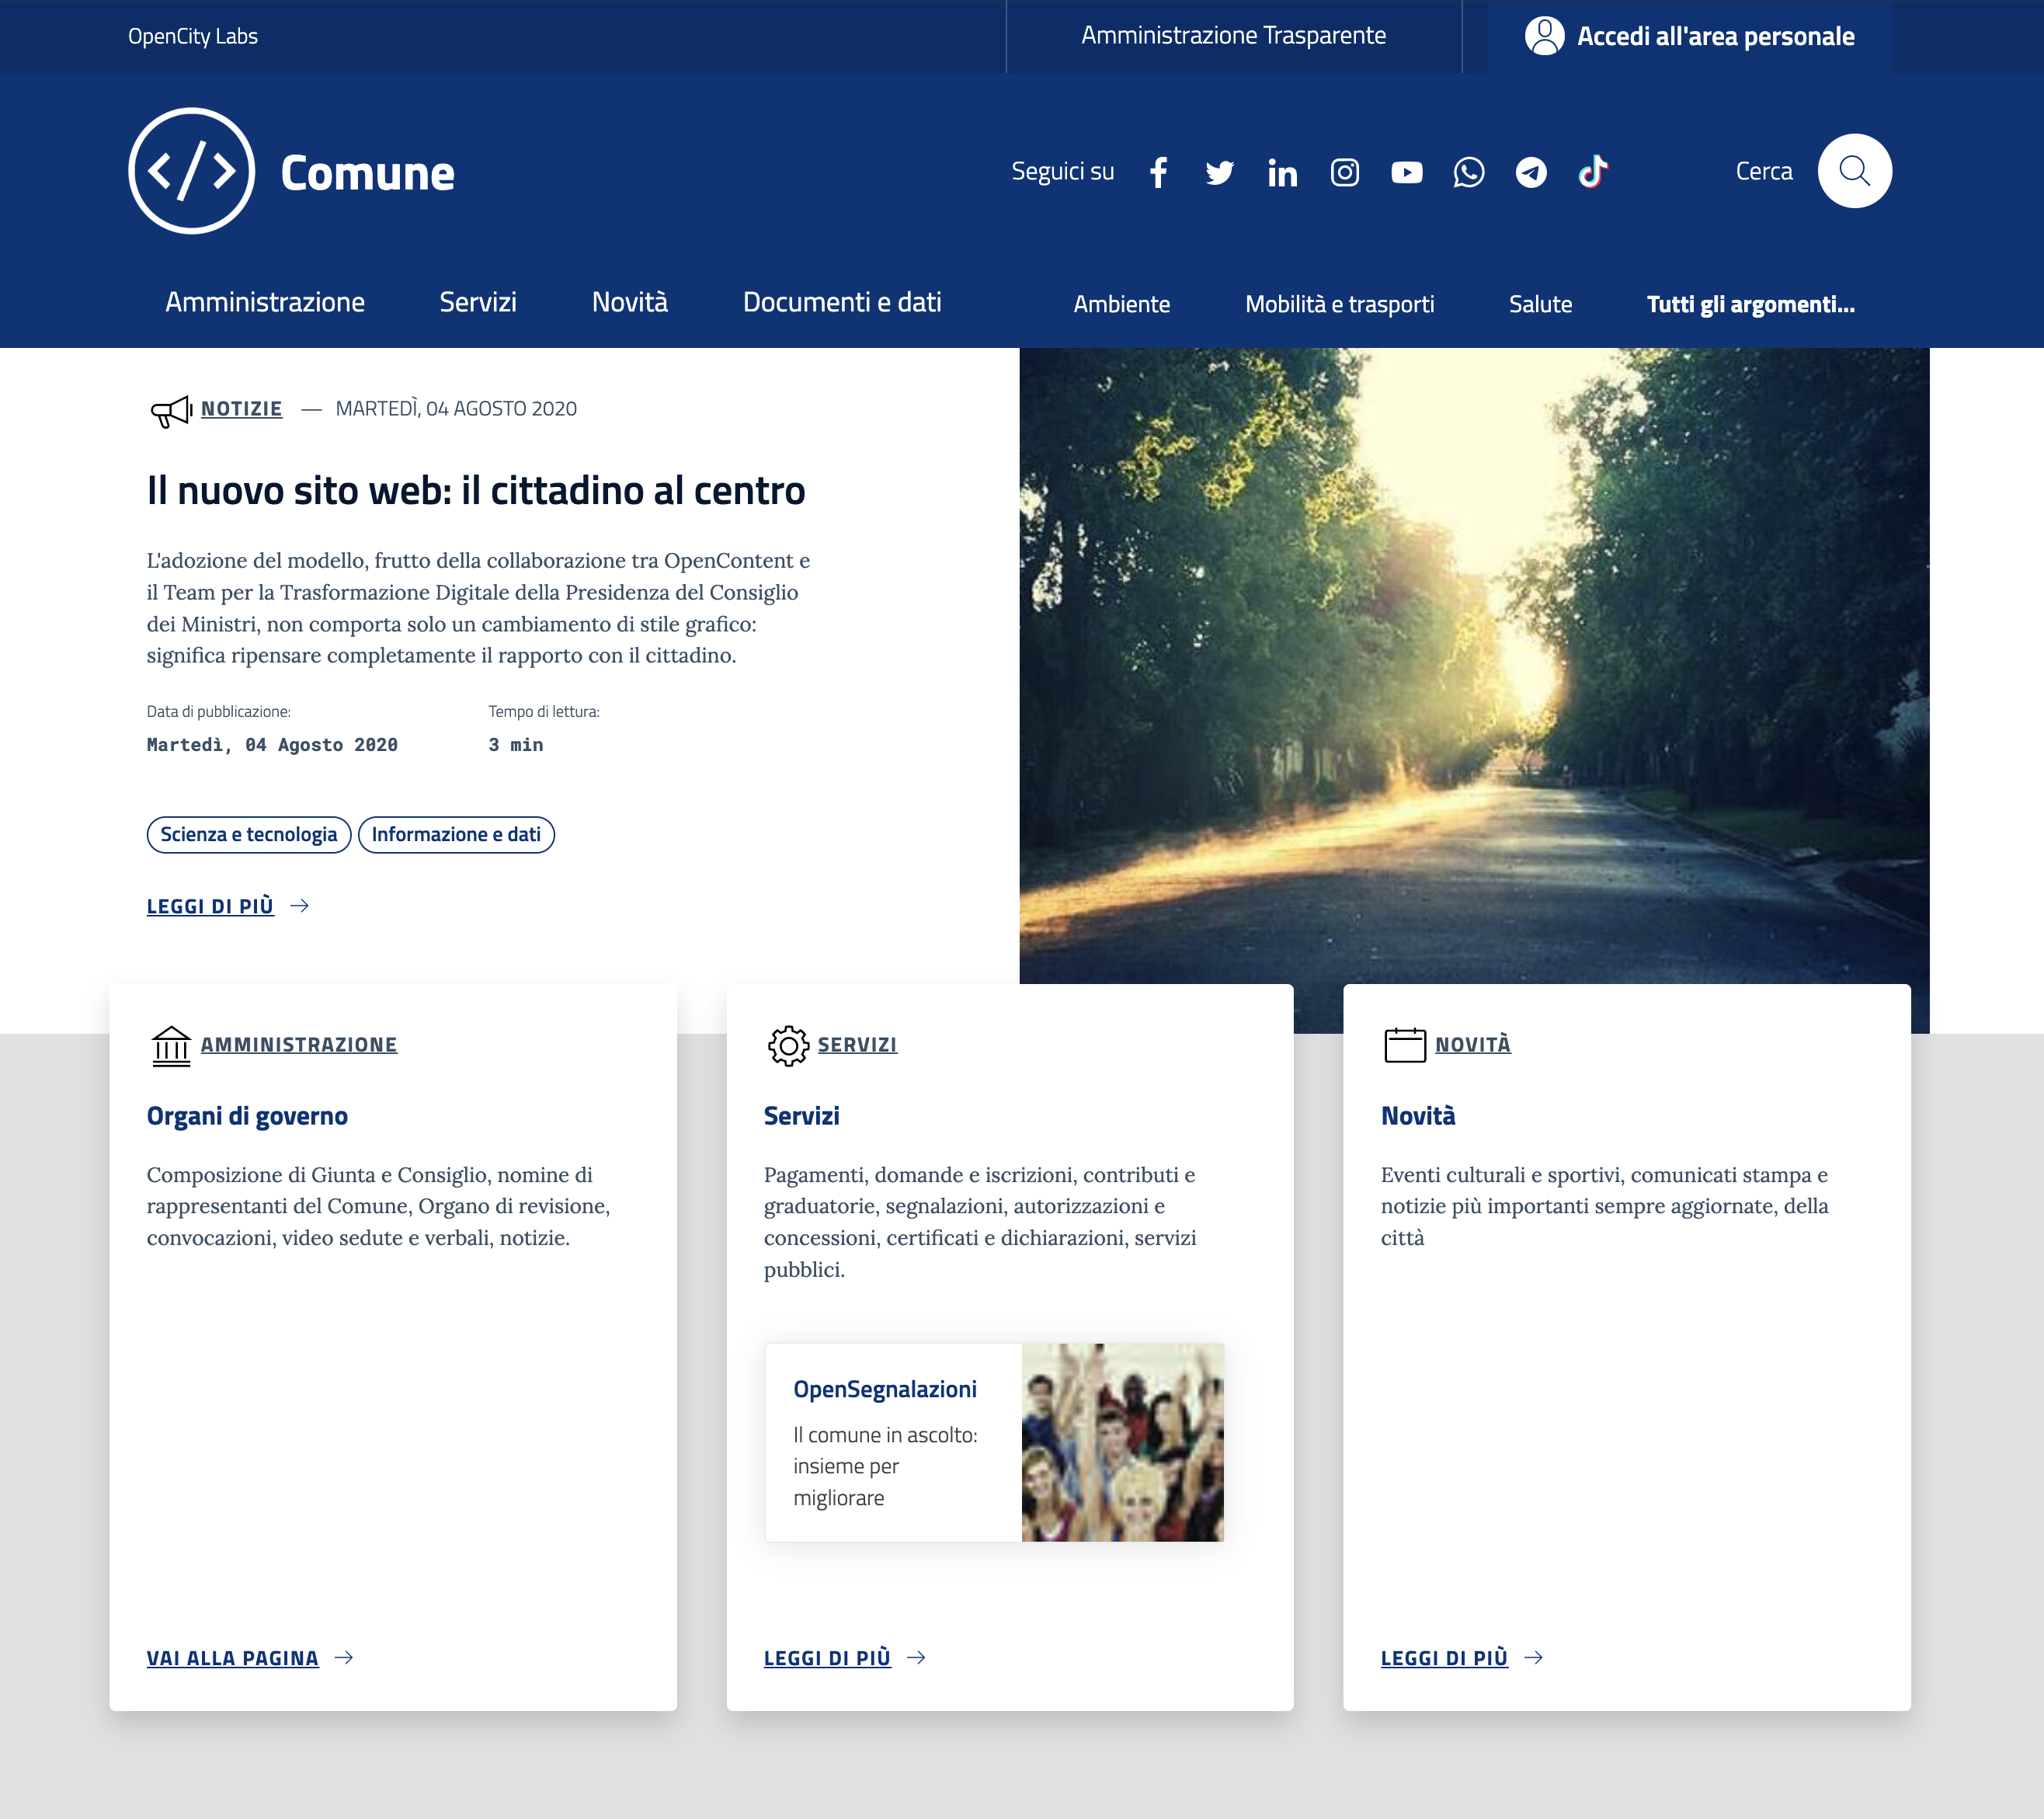 OpenCity Labs
Amministrazione Trasparente
Accedi all'area personale
</>
Comune
Seguici su
Cerca
Amministrazione
Servizi
Novità
Documenti e dati
Ambiente
Mobilità e trasporti
Salute
Tutti gli argomenti...
NOTIZIE — MARTEDÌ, 04 AGOSTO 2020
Il nuovo sito web: il cittadino al centro
L'adozione del modello, frutto della collaborazione tra OpenContent e
il Team per la Trasformazione Digitale della Presidenza del Consiglio
dei Ministri, non comporta solo un cambiamento di stile grafico:
significa ripensare completamente il rapporto con il cittadino.
Data di pubblicazione:
Martedì, 04 Agosto 2020
Tempo di lettura:
3 min
Scienza e tecnologia
Informazione e dati
LEGGI DI PIÙ
AMMINISTRAZIONE
Organi di governo
Composizione di Giunta e Consiglio, nomine di
rappresentanti del Comune, Organo di revisione,
convocazioni, video sedute e verbali, notizie.
VAI ALLA PAGINA
SERVIZI
Servizi
Pagamenti, domande e iscrizioni, contributi e
graduatorie, segnalazioni, autorizzazioni e
concessioni, certificati e dichiarazioni, servizi
pubblici.
OpenSegnalazioni
Il comune in ascolto:
insieme per
migliorare
LEGGI DI PIÙ
NOVITÀ
Novità
Eventi culturali e sportivi, comunicati stampa e
notizie più importanti sempre aggiornate, della
città
LEGGI DI PIÙ